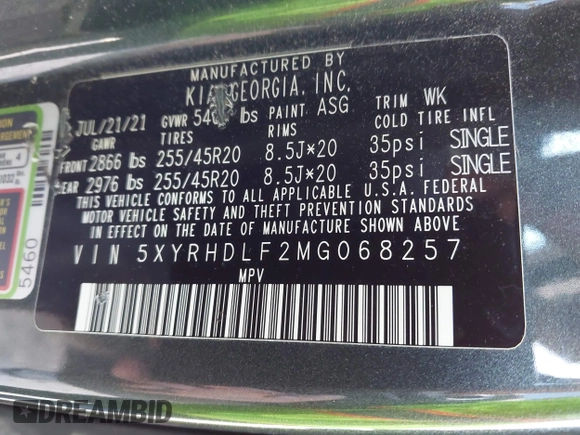 MANUFACTURED BY
KIA GEORGIA, INC.
JUL/21/21 GVWR lbs PAINT ASG TRIM WK
GAWR TIRES RIMS COLD TIRE INFL
FRONT 2866 lbs 255/45R20 8.5J×20 35psi SINGLE
REAR 2976 lbs 255/45R20 8.5J×20 35psi SINGLE
THIS VEHICLE CONFORMS TO ALL APPLICABLE U.S.A. FEDERAL
MOTOR VEHICLE SAFETY AND THEFT PREVENTION STANDARDS
IN EFFECT ON THE DATE OF MANUFACTURE SHOWN ABOVE.
VIN 5XYRHDLF2MG068257
MPV
4
5460
DREAMBID